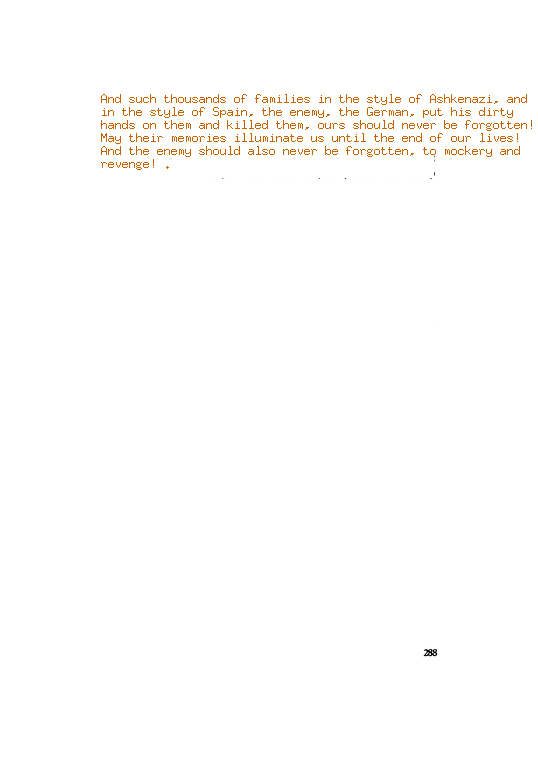 And such thousands of families in the style of Ashkenazi, and
in the style of Spain, the enemy, the German, put his dirty
hands on them and killed them, ours should never be forgotten!
May their memories illuminate us until the end of our lives!
And the enemy should also never be forgotten, to mockery and
revenge!
288